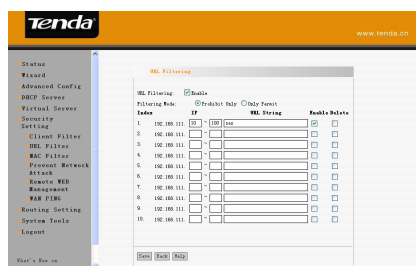 Tenda
www.tenda.cn
Status
Wizard
Advanced Config
DHCP Server
Virtual Server
Security
Setting
Client Filter
URL Filter
MAC Filter
Prevent Network
Attack
Remote WEB
Management
WAN PING
Routing Setting
System Tools
Logout
What's New on
URL Filtering
URL Filtering: Enable
Filtering Mode: Prohibit Only Only Permit
Index IP URL String Enable Delete
1. 192.168.111. 10 ~ 100 sex
2. 192.168.111. ~
3. 192.168.111. ~
4. 192.168.111. ~
5. 192.168.111. ~
6. 192.168.111. ~
7. 192.168.111. ~
8. 192.168.111. ~
9. 192.168.111. ~
10. 192.168.111. ~
Save Back Help